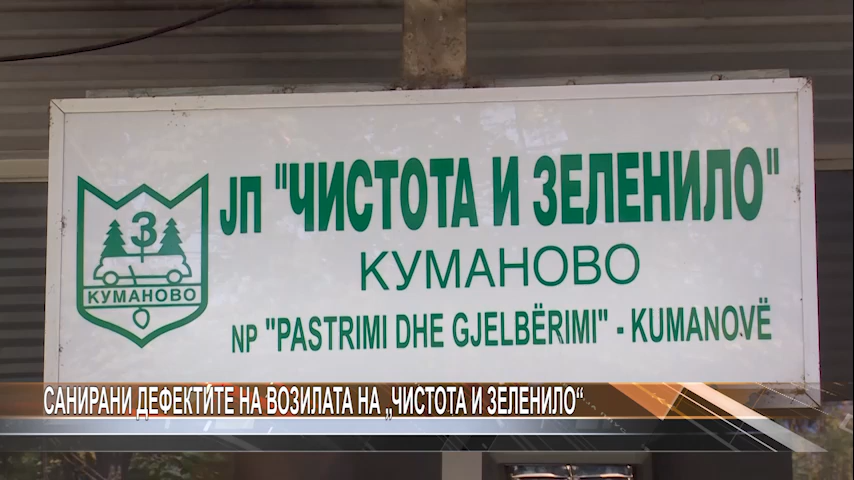 ЈП "ЧИСТОТА И ЗЕЛЕНИЛО"
КУМАНОВО
NP "PASTRIMI DHE GJELBËRIMI" - KUMANOVË
З
КУМАНОВО
САНИРАНИ ДЕФЕКТИТЕ НА ВОЗИЛАТА НА „ЧИСТОТА И ЗЕЛЕНИЛО“